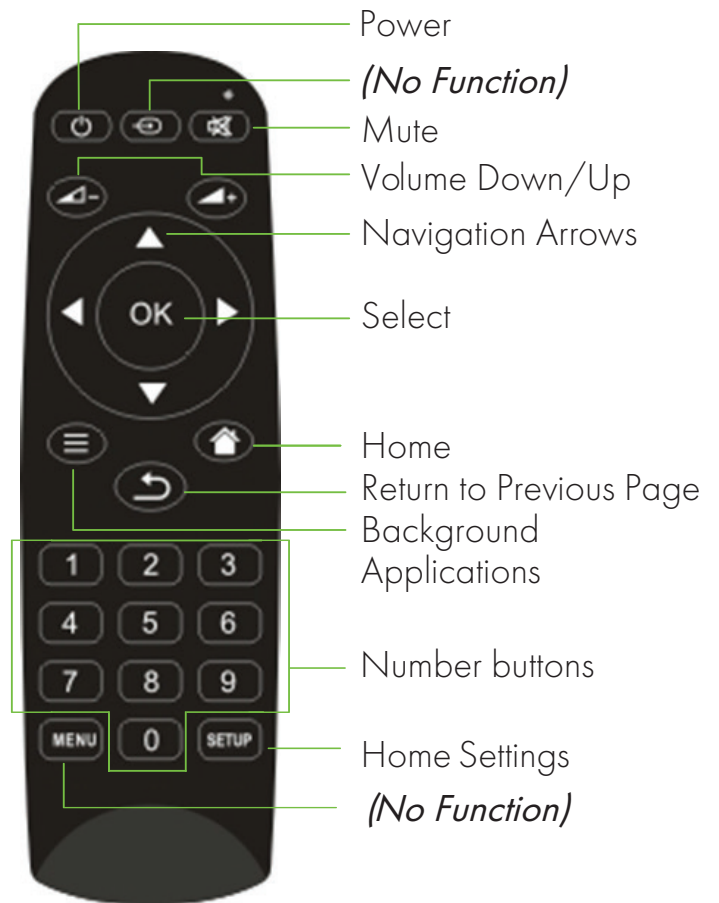 Power
(No Function)
Mute
Volume Down/Up
-
+
Navigation Arrows
OK
Select
Home
Return to Previous Page
Background
Applications
1 2 3
4 5 6
7 8 9
Number buttons
MENU 0 SETUP
Home Settings
(No Function)